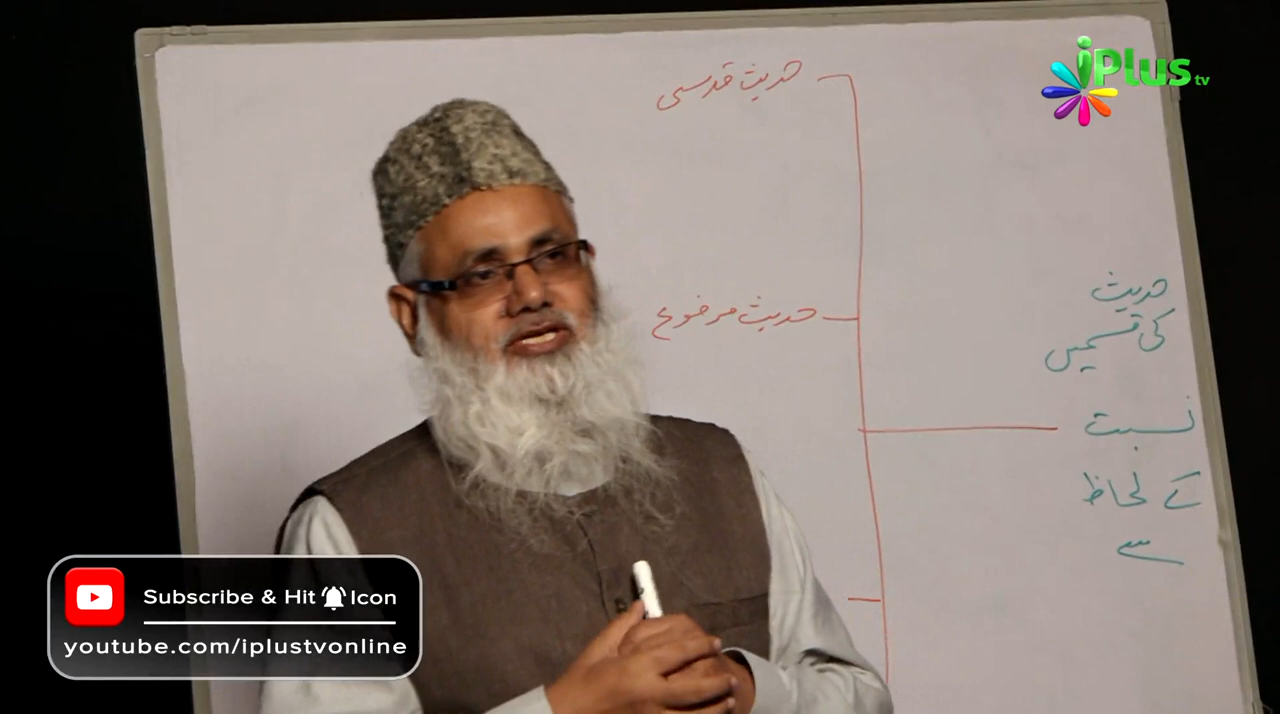 iPlus tv
حدیث قدسی
حدیث مرفوع
حدیث
کی قسمیں
نسبت
کے لحاظ
سے
Subscribe & Hit Icon
youtube.com/iplustvonline